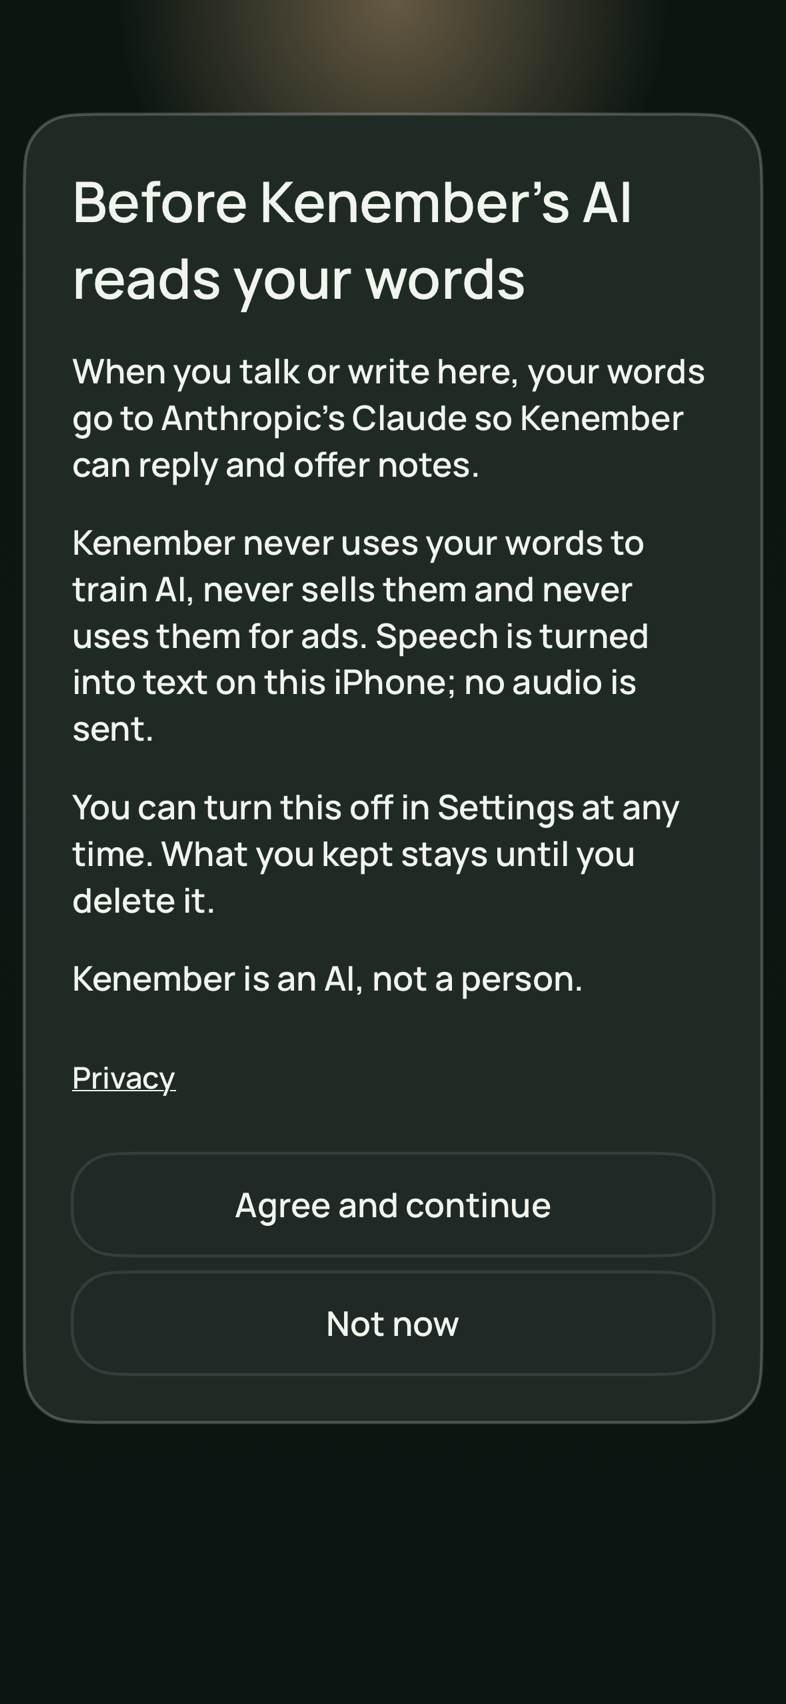 Before Kenember’s AI
reads your words
When you talk or write here, your words
go to Anthropic’s Claude so Kenember
can reply and offer notes.
Kenember never uses your words to
train AI, never sells them and never
uses them for ads. Speech is turned
into text on this iPhone; no audio is
sent.
You can turn this off in Settings at any
time. What you kept stays until you
delete it.
Kenember is an AI, not a person.
Privacy
Agree and continue
Not now